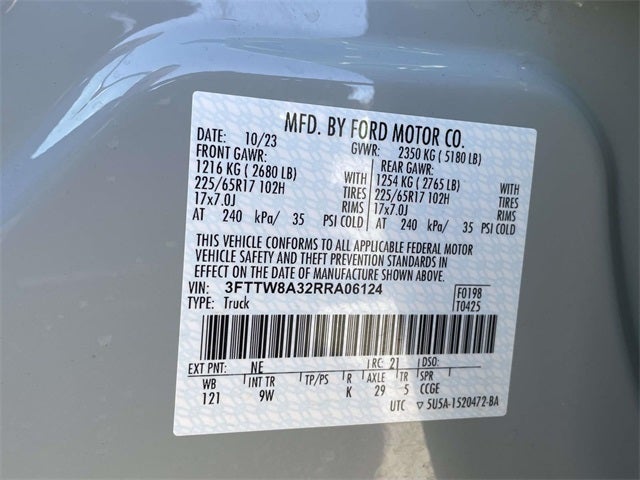 MFD. BY FORD MOTOR CO.
DATE: 10/23 GVWR: 2350 KG ( 5180 LB)
FRONT GAWR: REAR GAWR:
1216 KG ( 2680 LB) WITH 1254 KG ( 2765 LB) WITH
225/65R17 102H TIRES 225/65R17 102H TIRES
17x7.0J RIMS 17x7.0J RIMS
AT 240 kPa/ 35 PSI COLD AT 240 kPa/ 35 PSI COLD
THIS VEHICLE CONFORMS TO ALL APPLICABLE FEDERAL MOTOR
VEHICLE SAFETY AND THEFT PREVENTION STANDARDS IN
EFFECT ON THE DATE OF MANUFACTURE SHOWN ABOVE.
VIN: 3FTTW8A32RRA06124 F0198
TYPE: Truck T0425
EXT PNT: NE RC: 21 DSO:
WB INT TR TP/PS R AXLE TR SPR
121 9W K 29 5 CCGE
UTC ▽ 5U5A-1520472-BA